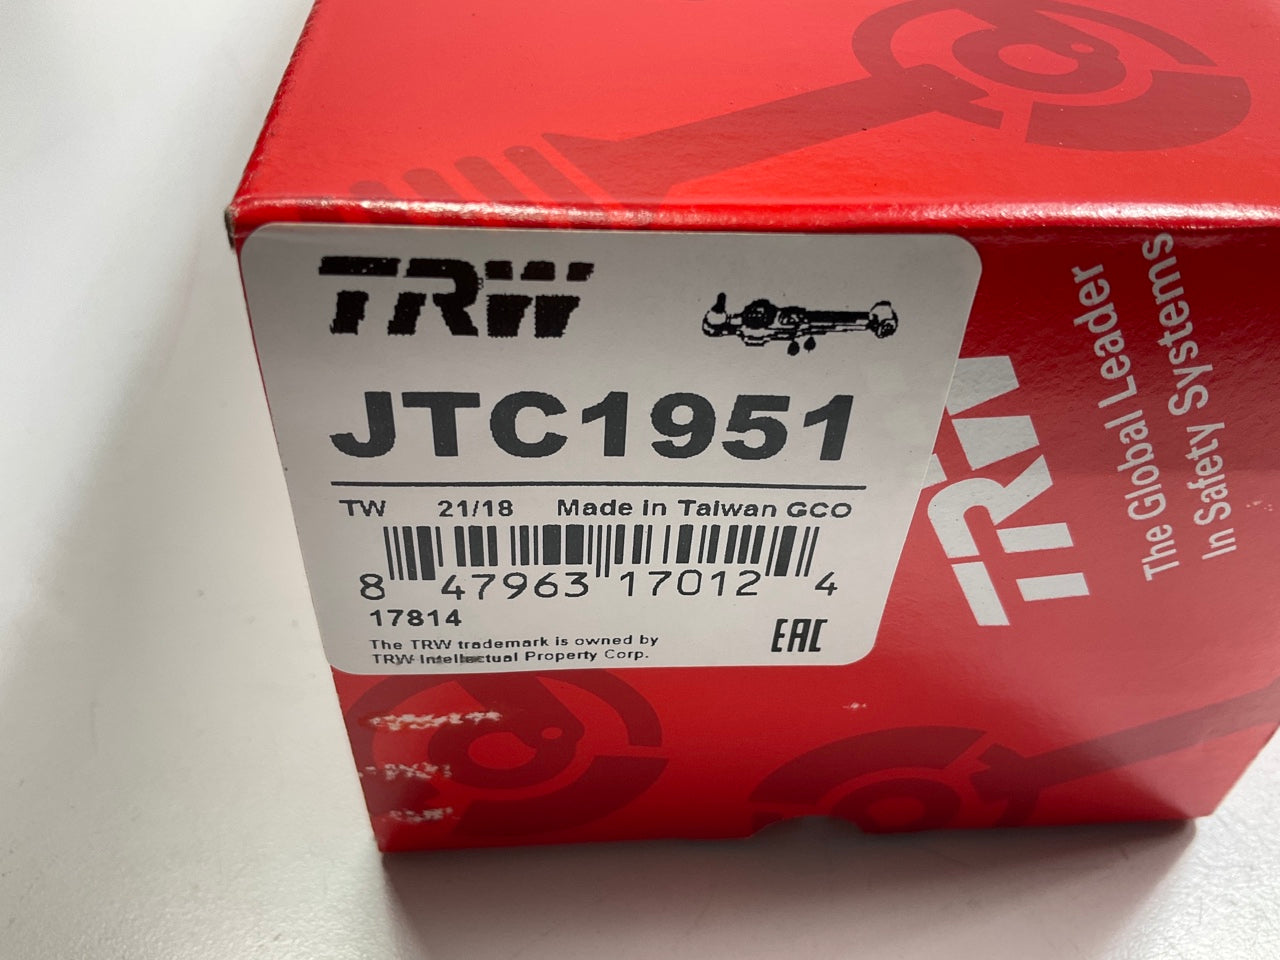 TRW
JTC1951
TW 21/18 Made in Taiwan GCO
8 47963 17012 4
17814
The TRW trademark is owned by
TRW Intellectual Property Corp.
EAC
TRW
The Global Leader
In Safety Systems